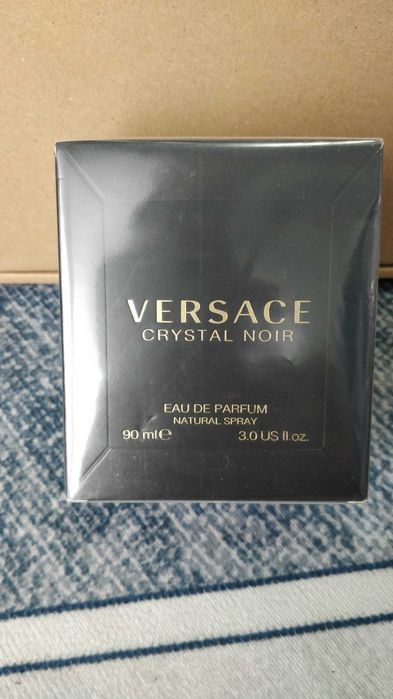 VERSACE
CRYSTAL NOIR
EAU DE PARFUM
NATURAL SPRAY
90 ml℮ 3.0 US fl.oz.